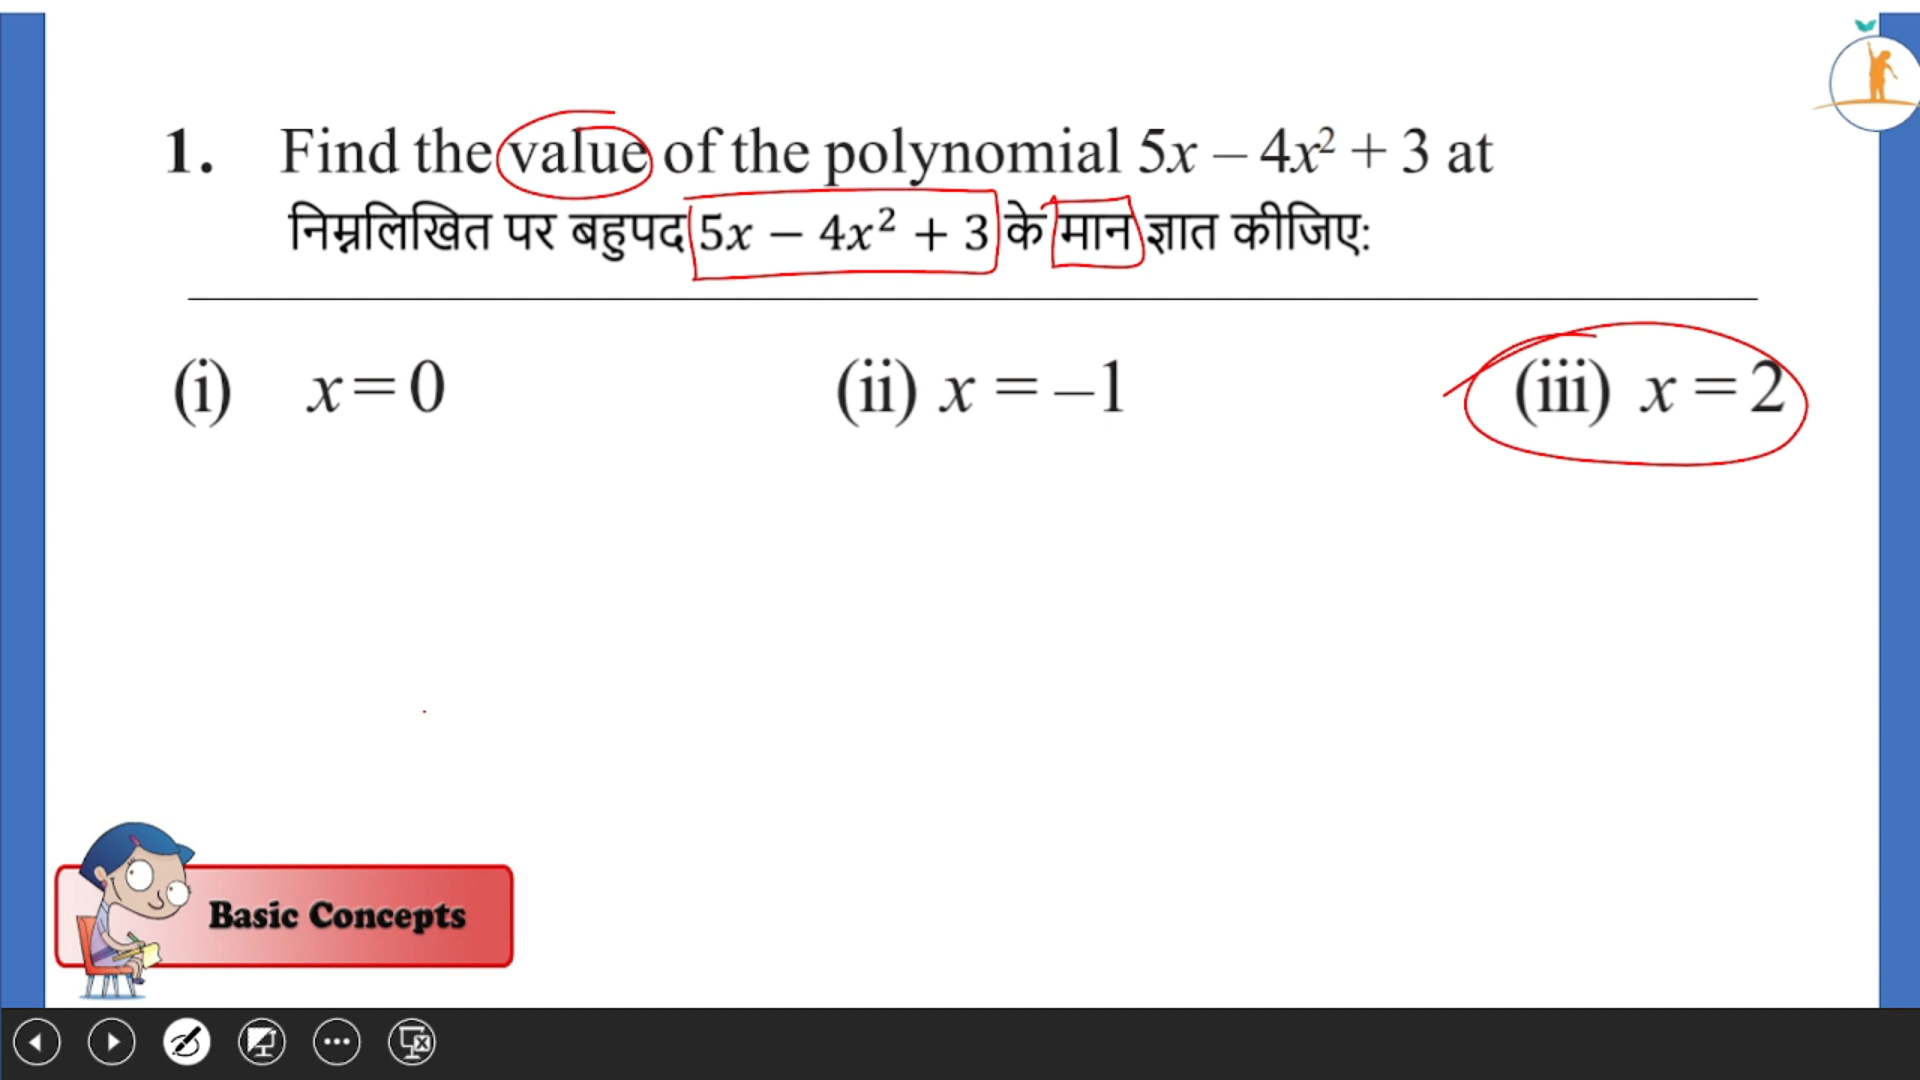 1. Find the value of the polynomial 5x – 4x² + 3 at
निम्नलिखित पर बहुपद 5x − 4x² + 3 के मान ज्ञात कीजिए:
(i) x = 0 (ii) x = –1 (iii) x = 2
Basic Concepts